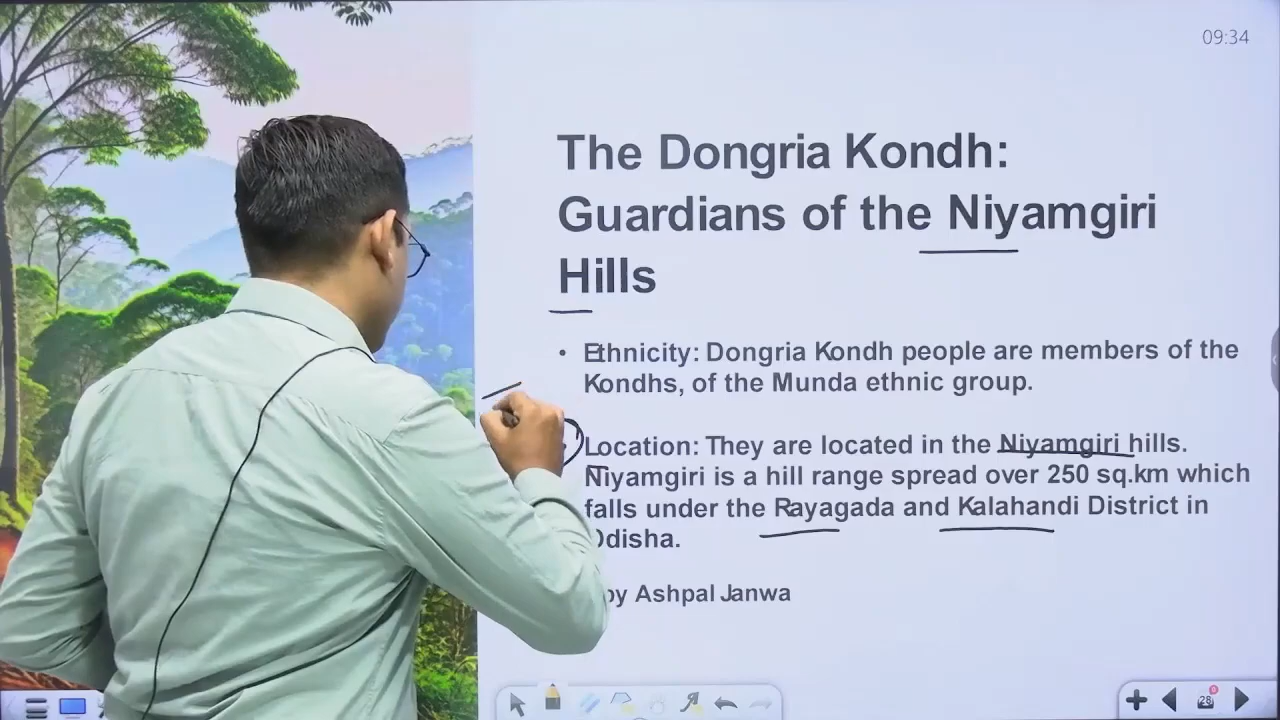 09:34
The Dongria Kondh:
Guardians of the Niyamgiri
Hills
• Ethnicity: Dongria Kondh people are members of the
Kondhs, of the Munda ethnic group.
Location: They are located in the Niyamgiri hills.
Niyamgiri is a hill range spread over 250 sq.km which
falls under the Rayagada and Kalahandi District in
Odisha.
by Ashpal Janwa
28